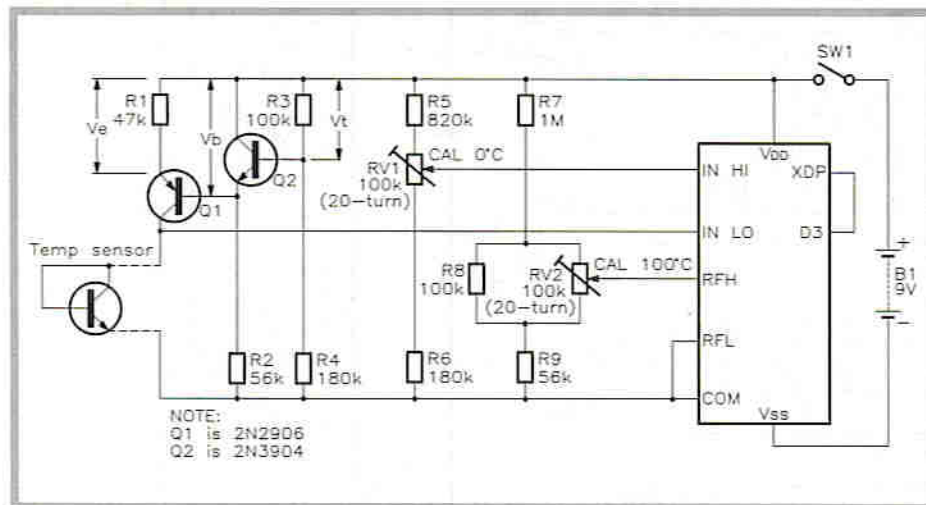 SW1
R1
47k
Ve
Vb
R3
100k
Vt
R5
820k
R7
1M
VDD
CAL 0°C
RV1
100k
(20-turn)
IN HI
XDP
Q2
Q1
IN LO
D3
Temp sensor
R8
100k
RV2
100k
(20-turn)
CAL 100°C
RFH
+
B1
9V
−
RFL
R2
56k
R4
180k
R6
180k
R9
56k
COM
VSS
NOTE:
Q1 is 2N2906
Q2 is 2N3904